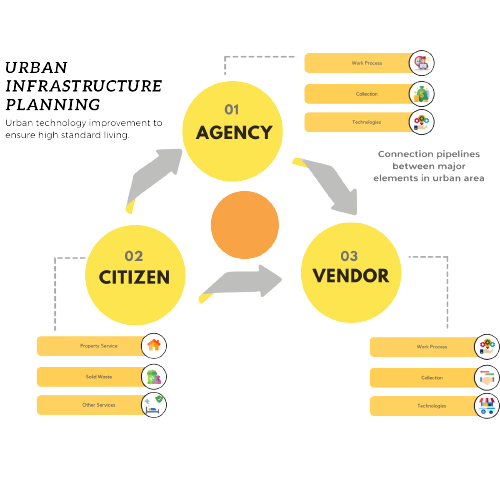 URBAN
INFRASTRUCTURE
PLANNING
Urban technology improvement to
ensure high standard living.
01
AGENCY
Work Process
Collection
Technologies
Connection pipelines
between major
elements in urban area
02
CITIZEN
Property Service
Solid Waste
Other Services
03
VENDOR
Work Process
Collection
Technologies